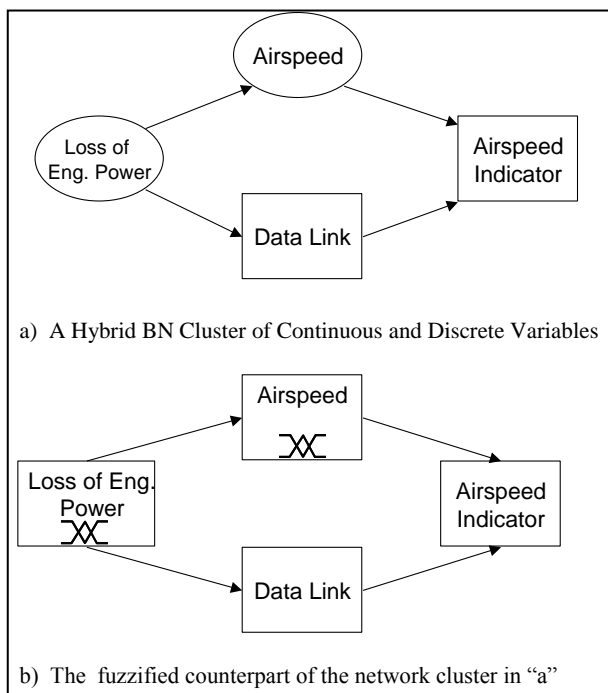 Airspeed
Loss of
Eng. Power
Airspeed
Indicator
Data Link
a) A Hybrid BN Cluster of Continuous and Discrete Variables
Airspeed
Loss of Eng.
Power
Airspeed
Indicator
Data Link
b) The fuzzified counterpart of the network cluster in “a”